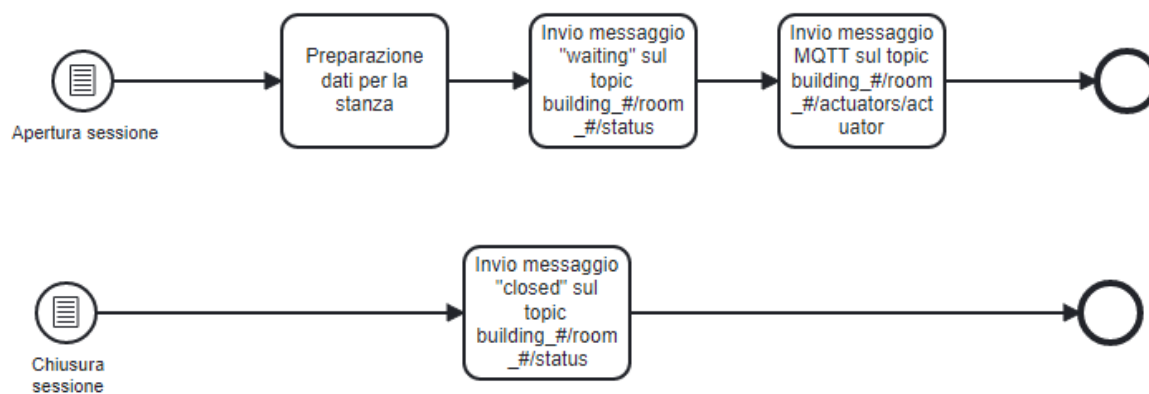 Preparazione
dati per la
stanza
Invio messaggio
"waiting" sul
topic
building_#/room
_#/status
Invio messaggio
MQTT sul topic
building_#/room
_#/actuators/act
uator
Apertura sessione
Invio messaggio
"closed" sul
topic
building_#/room
_#/status
Chiusura
sessione